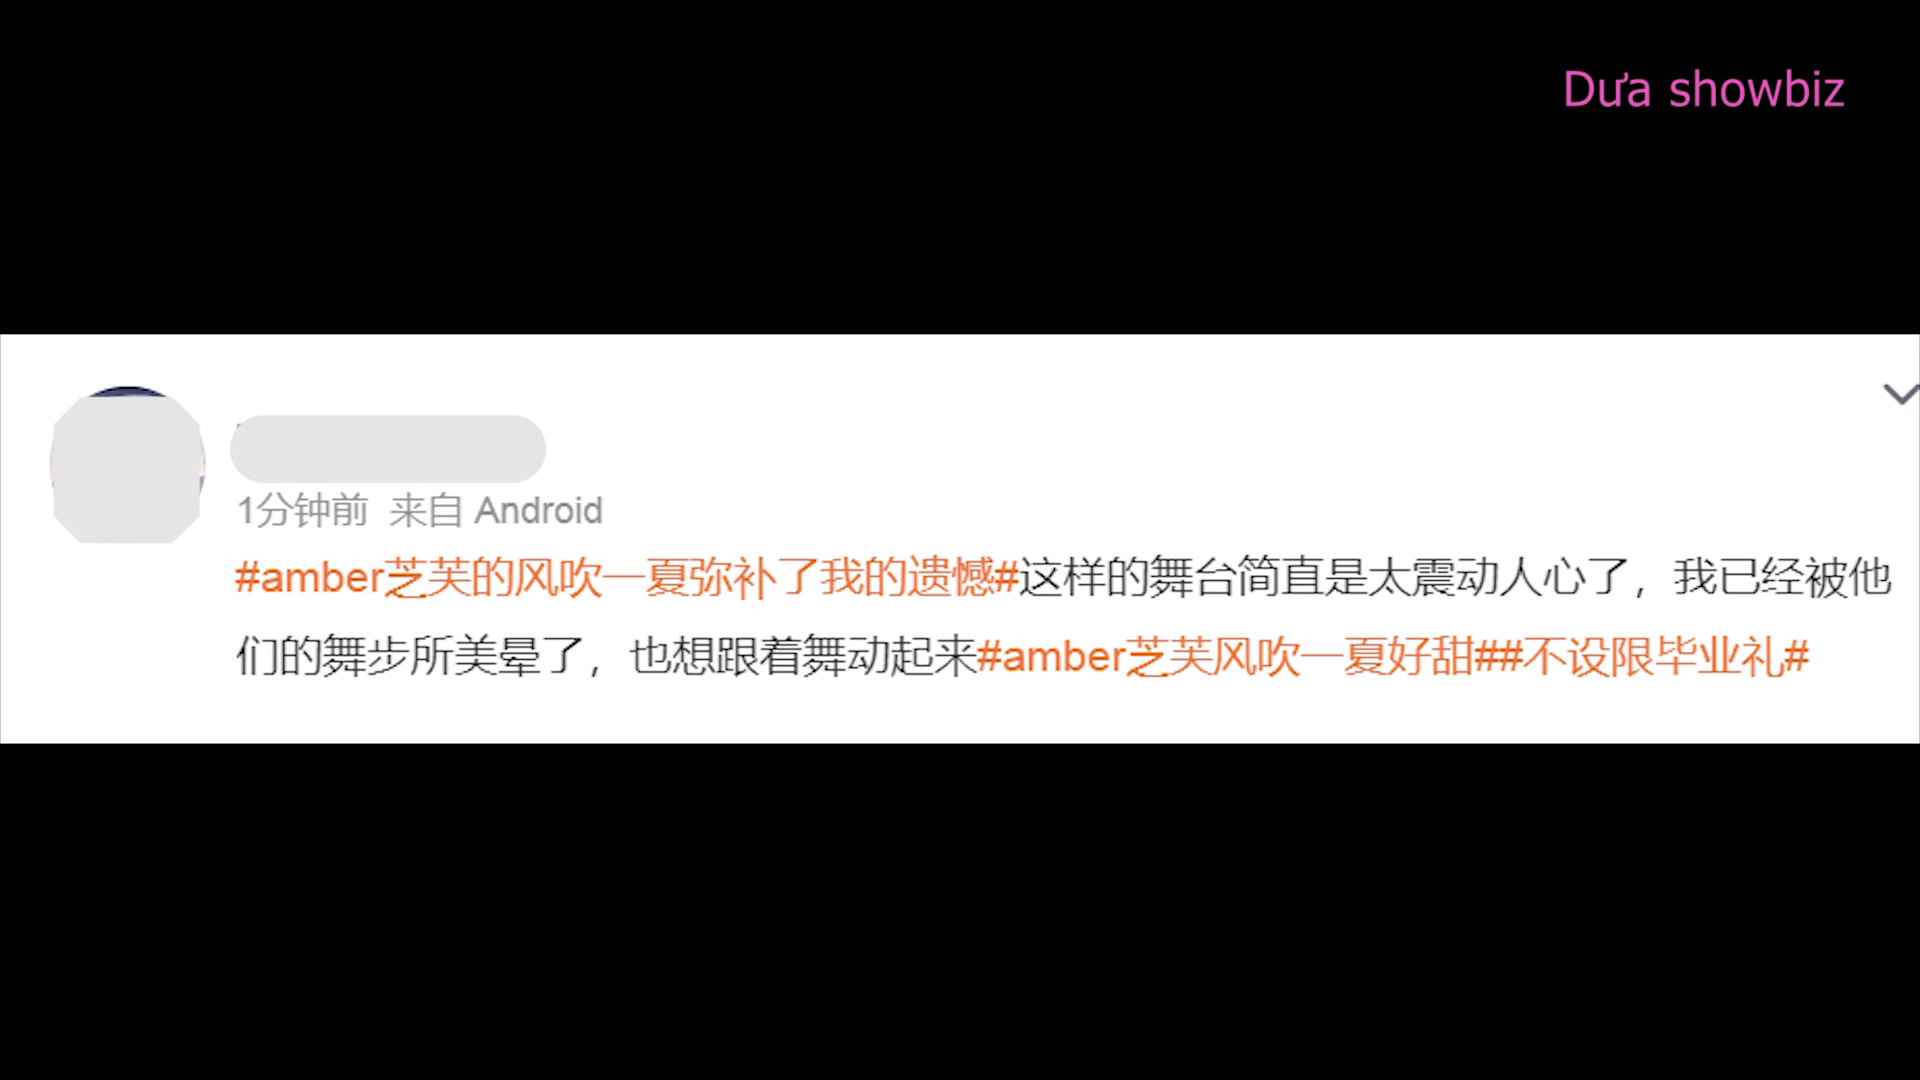 Dưa showbiz
1分钟前 来自 Android
#amber芝芙的风吹一夏弥补了我的遗憾#这样的舞台简直是太震动人心了，我已经被他
们的舞步所美晕了，也想跟着舞动起来#amber芝芙风吹一夏好甜##不设限毕业礼#